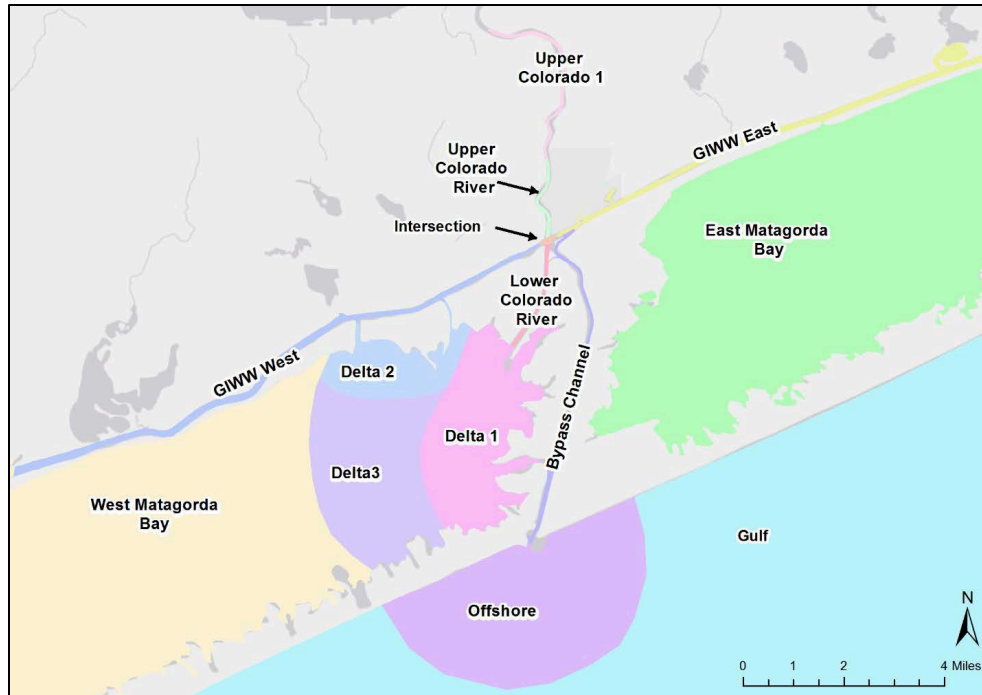 Upper
Colorado 1
GIWW East
Upper
Colorado
River
Intersection
East Matagorda
Bay
Lower
Colorado
River
GIWW West
Delta 2
Bypass Channel
Delta 1
Delta3
West Matagorda
Bay
Gulf
Offshore
N
0 1 2 4 Miles